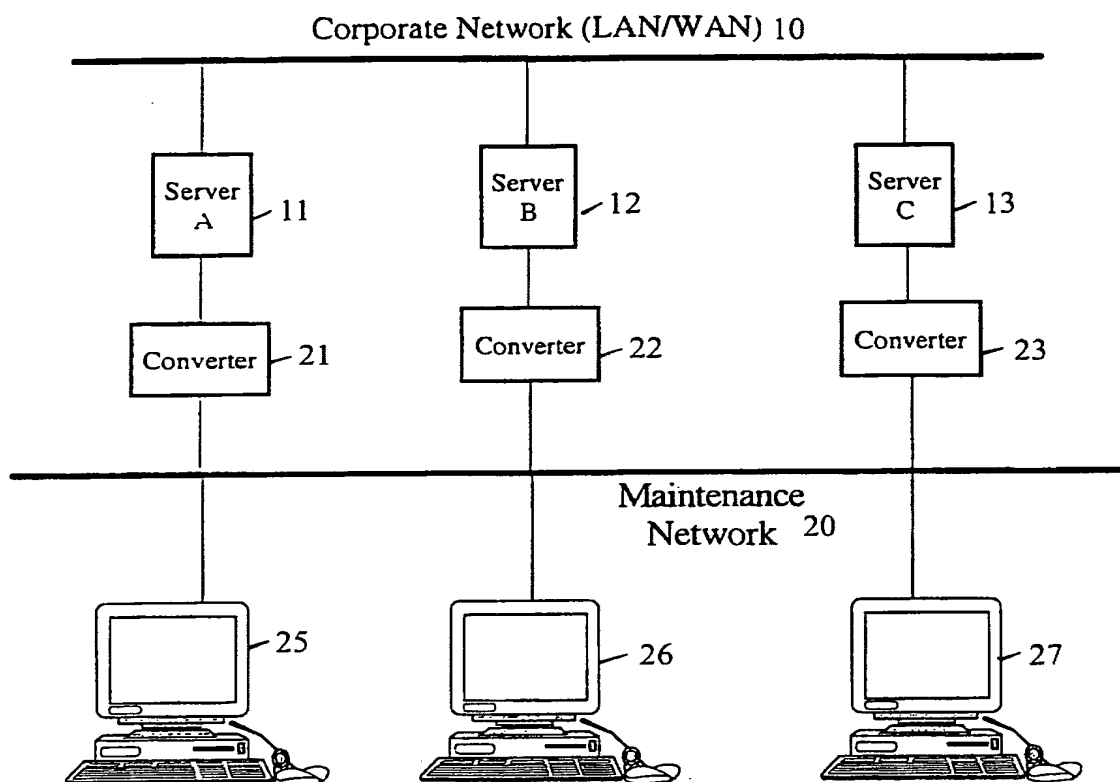 Corporate Network (LAN/WAN) 10
Server
A
11
Server
B
12
Server
C
13
Converter
21
Converter
22
Converter
23
Maintenance
Network 20
25
26
27